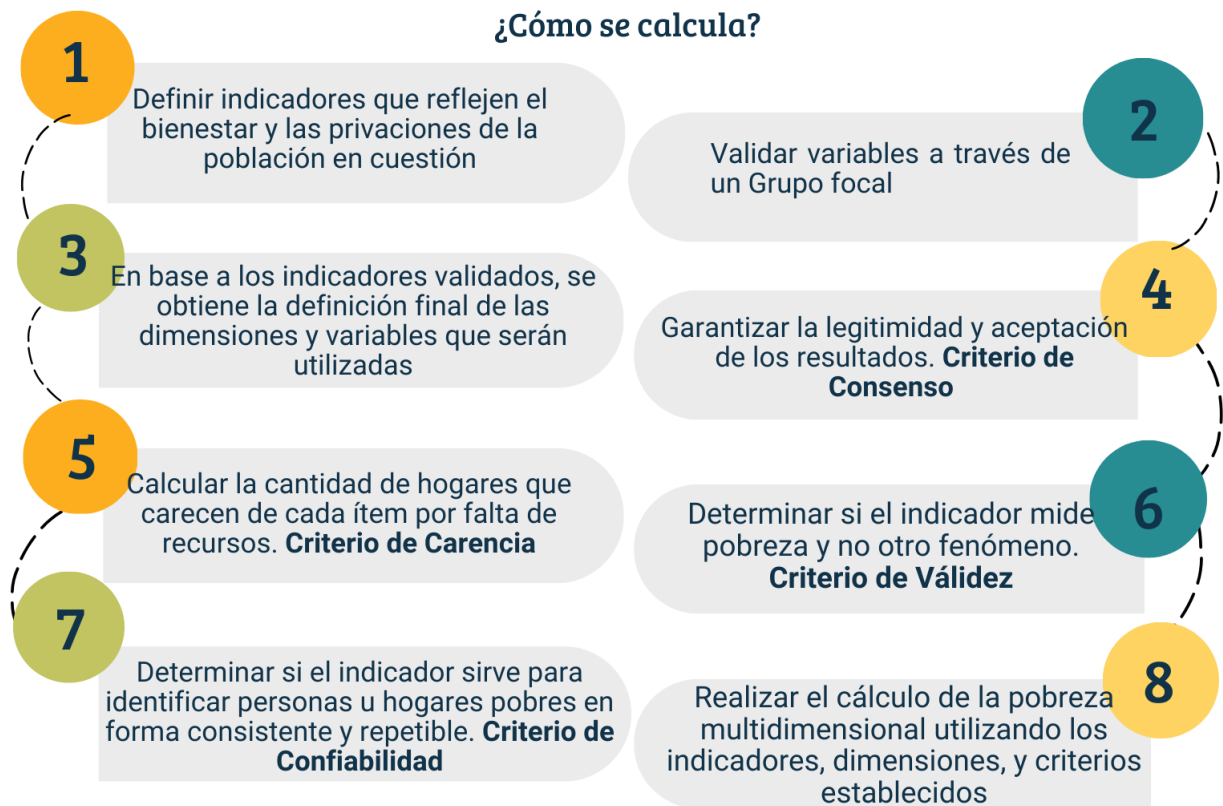 ¿Cómo se calcula?
1
Definir indicadores que reflejen el
bienestar y las privaciones de la
población en cuestión
2
Validar variables a través de
un Grupo focal
3
En base a los indicadores validados, se
obtiene la definición final de las
dimensiones y variables que serán
utilizadas
4
Garantizar la legitimidad y aceptación
de los resultados. Criterio de
Consenso
5
Calcular la cantidad de hogares que
carecen de cada ítem por falta de
recursos. Criterio de Carencia
6
Determinar si el indicador mide
pobreza y no otro fenómeno.
Criterio de Válidez
7
Determinar si el indicador sirve para
identificar personas u hogares pobres en
forma consistente y repetible. Criterio de
Confiabilidad
8
Realizar el cálculo de la pobreza
multidimensional utilizando los
indicadores, dimensiones, y criterios
establecidos